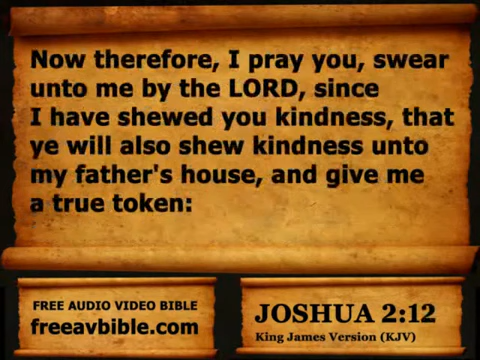 Now therefore, I pray you, swear
unto me by the LORD, since
I have shewed you kindness, that
ye will also shew kindness unto
my father's house, and give me
a true token:
FREE AUDIO VIDEO BIBLE
freeavbible.com
JOSHUA 2:12
King James Version (KJV)